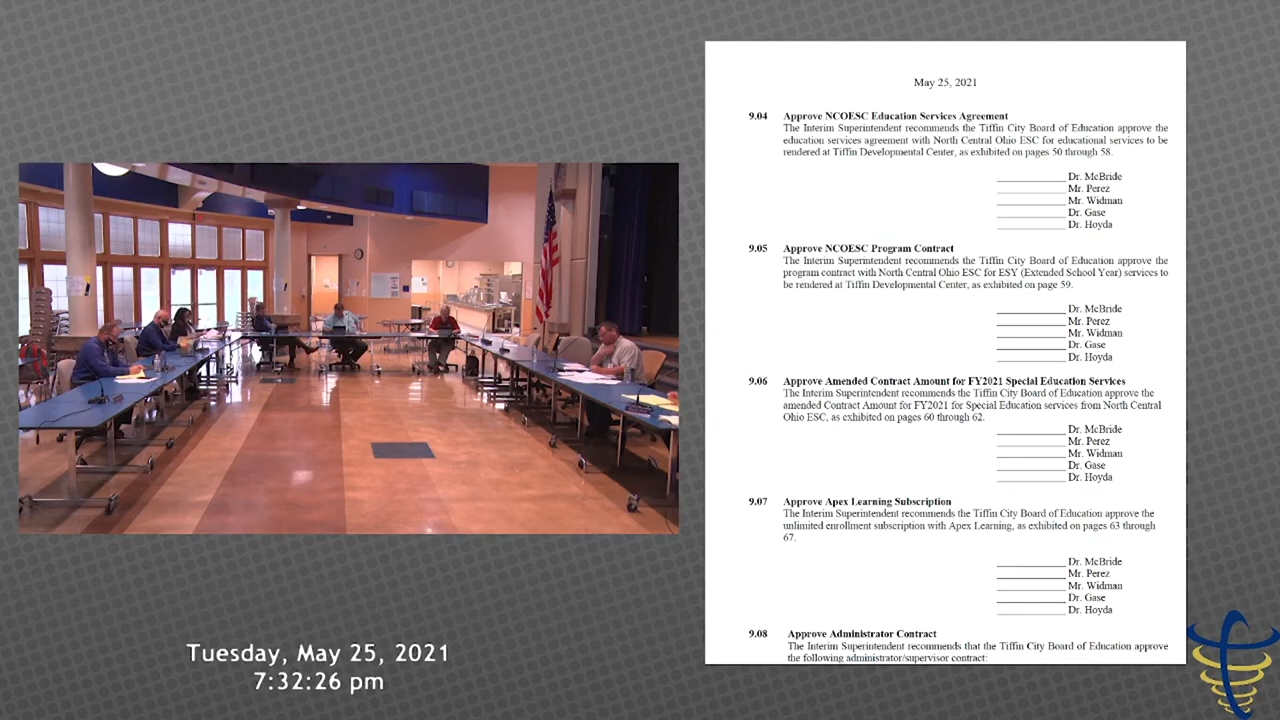 May 25, 2021
9.04 Approve NCOESC Education Services Agreement
The Interim Superintendent recommends the Tiffin City Board of Education approve the
education services agreement with North Central Ohio ESC for educational services to be
rendered at Tiffin Developmental Center, as exhibited on pages 50 through 58.
Dr. McBride
Mr. Perez
Mr. Widman
Dr. Gase
Dr. Hoyda
9.05 Approve NCOESC Program Contract
The Interim Superintendent recommends the Tiffin City Board of Education approve the
program contract with North Central Ohio ESC for ESY (Extended School Year) services to
be rendered at Tiffin Developmental Center, as exhibited on page 59.
Dr. McBride
Mr. Perez
Mr. Widman
Dr. Gase
Dr. Hoyda
9.06 Approve Amended Contract Amount for FY2021 Special Education Services
The Interim Superintendent recommends the Tiffin City Board of Education approve the
amended Contract Amount for FY2021 for Special Education services from North Central
Ohio ESC, as exhibited on pages 60 through 62.
Dr. McBride
Mr. Perez
Mr. Widman
Dr. Gase
Dr. Hoyda
9.07 Approve Apex Learning Subscription
The Interim Superintendent recommends the Tiffin City Board of Education approve the
unlimited enrollment subscription with Apex Learning, as exhibited on pages 63 through
67.
Dr. McBride
Mr. Perez
Mr. Widman
Dr. Gase
Dr. Hoyda
9.08 Approve Administrator Contract
The Interim Superintendent recommends that the Tiffin City Board of Education approve
the following administrator/supervisor contract:
Tuesday, May 25, 2021
7:32:26 pm